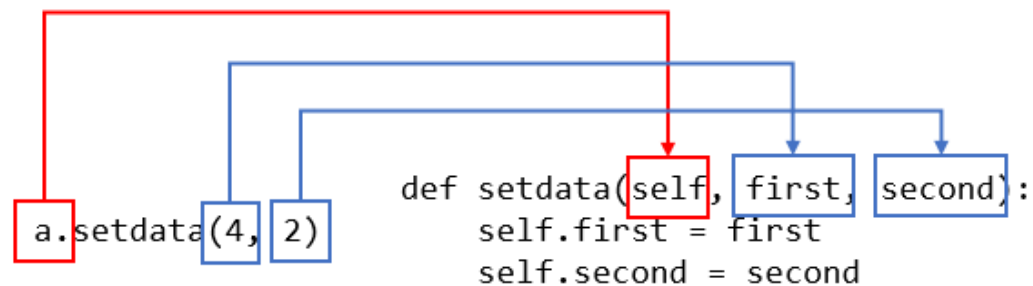 def setdata(self, first, second):
a.setdata(4, 2)
self.first = first
self.second = second